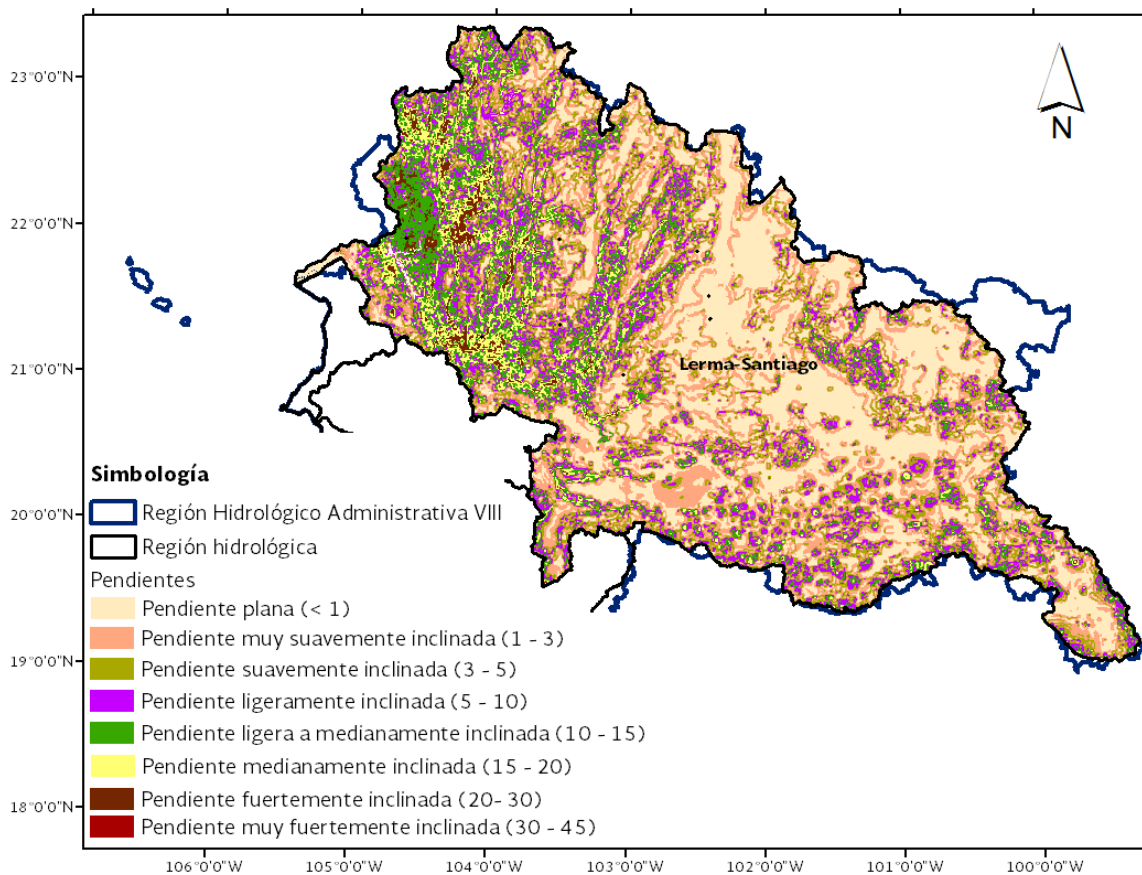 23°0'0"N
22°0'0"N
21°0'0"N
20°0'0"N
19°0'0"N
18°0'0"N
N
Lerma-Santiago
Simbología
Región Hidrológico Administrativa VIII
Región hidrológica
Pendientes
Pendiente plana (< 1)
Pendiente muy suavemente inclinada (1 - 3)
Pendiente suavemente inclinada (3 - 5)
Pendiente ligeramente inclinada (5 - 10)
Pendiente ligera a medianamente inclinada (10 - 15)
Pendiente medianamente inclinada (15 - 20)
Pendiente fuertemente inclinada (20- 30)
Pendiente muy fuertemente inclinada (30 - 45)
106°0'0"W 105°0'0"W 104°0'0"W 103°0'0"W 102°0'0"W 101°0'0"W 100°0'0"W